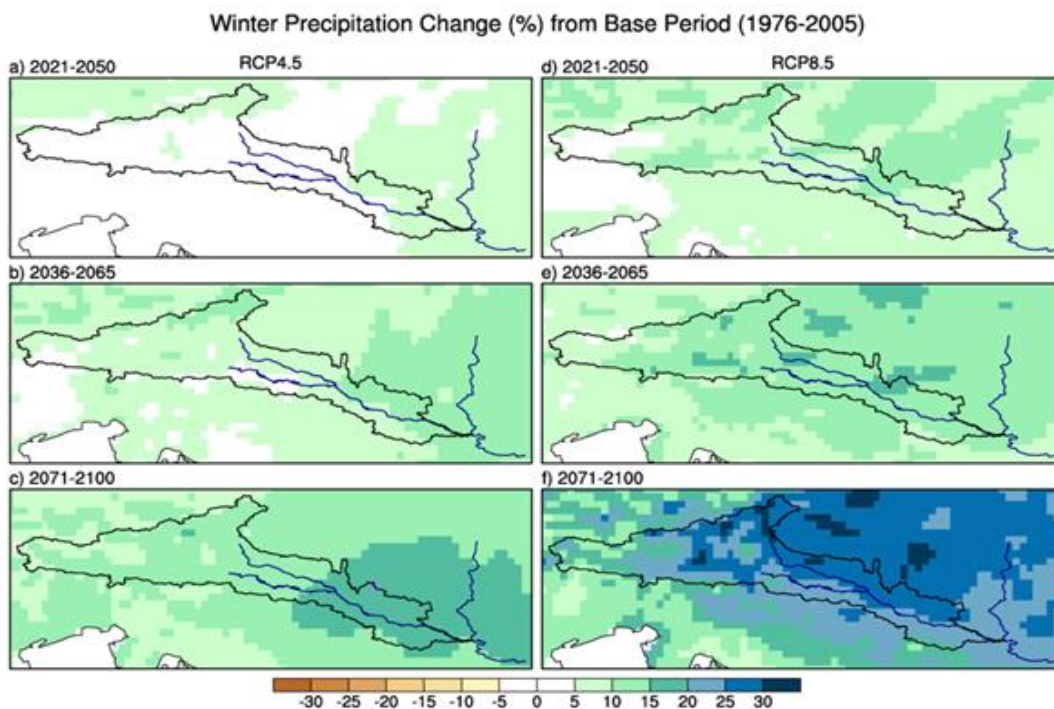 Winter Precipitation Change (%) from Base Period (1976-2005)
RCP4.5
RCP8.5
a) 2021-2050
d) 2021-2050
b) 2036-2065
e) 2036-2065
c) 2071-2100
f) 2071-2100
-30 -25 -20 -15 -10 -5 0 5 10 15 20 25 30